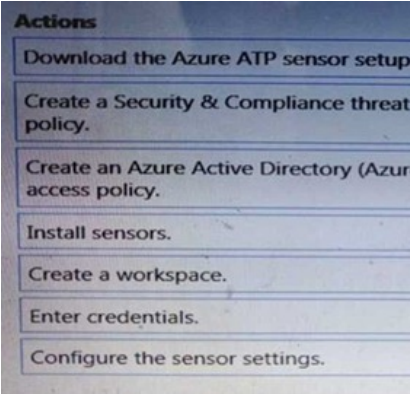 Actions
Download the Azure ATP sensor setup
Create a Security & Compliance threat
policy.
Create an Azure Active Directory (Azur
access policy.
Install sensors.
Create a workspace.
Enter credentials.
Configure the sensor settings.